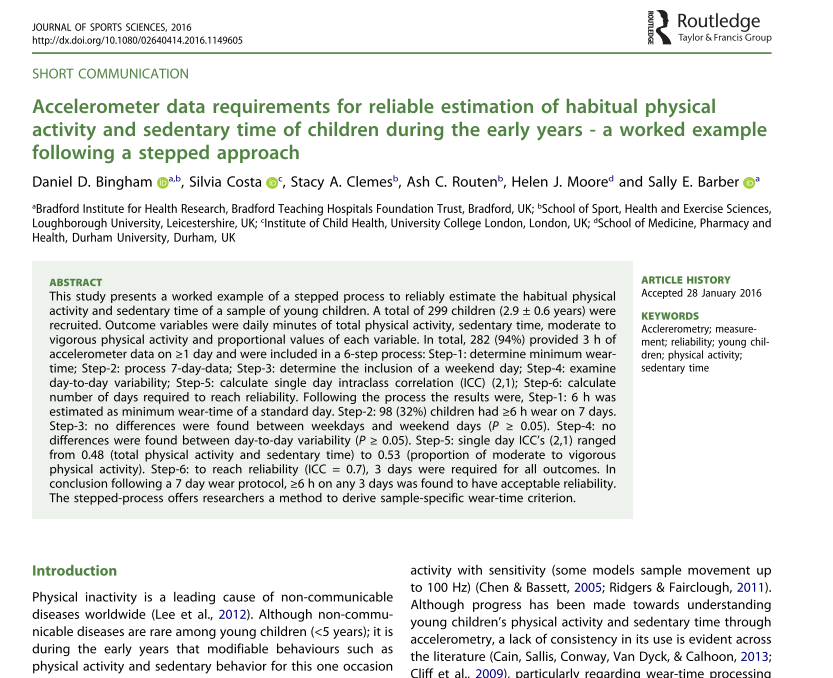 JOURNAL OF SPORTS SCIENCES, 2016
http://dx.doi.org/10.1080/02640414.2016.1149605
ROUTLEDGE
Routledge
Taylor & Francis Group
SHORT COMMUNICATION
Accelerometer data requirements for reliable estimation of habitual physical
activity and sedentary time of children during the early years - a worked example
following a stepped approach
Daniel D. Bingham iD a,b, Silvia Costa iD c, Stacy A. Clemes b, Ash C. Routen b, Helen J. Moore d and Sally E. Barber iD a
aBradford Institute for Health Research, Bradford Teaching Hospitals Foundation Trust, Bradford, UK; bSchool of Sport, Health and Exercise Sciences,
Loughborough University, Leicestershire, UK; cInstitute of Child Health, University College London, London, UK; dSchool of Medicine, Pharmacy and
Health, Durham University, Durham, UK
ABSTRACT
This study presents a worked example of a stepped process to reliably estimate the habitual physical
activity and sedentary time of a sample of young children. A total of 299 children (2.9 ± 0.6 years) were
recruited. Outcome variables were daily minutes of total physical activity, sedentary time, moderate to
vigorous physical activity and proportional values of each variable. In total, 282 (94%) provided 3 h of
accelerometer data on ≥1 day and were included in a 6-step process: Step-1: determine minimum wear-
time; Step-2: process 7-day-data; Step-3: determine the inclusion of a weekend day; Step-4: examine
day-to-day variability; Step-5: calculate single day intraclass correlation (ICC) (2,1); Step-6: calculate
number of days required to reach reliability. Following the process the results were, Step-1: 6 h was
estimated as minimum wear-time of a standard day. Step-2: 98 (32%) children had ≥6 h wear on 7 days.
Step-3: no differences were found between weekdays and weekend days (P ≥ 0.05). Step-4: no
differences were found between day-to-day variability (P ≥ 0.05). Step-5: single day ICC's (2,1) ranged
from 0.48 (total physical activity and sedentary time) to 0.53 (proportion of moderate to vigorous
physical activity). Step-6: to reach reliability (ICC = 0.7), 3 days were required for all outcomes. In
conclusion following a 7 day wear protocol, ≥6 h on any 3 days was found to have acceptable reliability.
The stepped-process offers researchers a method to derive sample-specific wear-time criterion.
ARTICLE HISTORY
Accepted 28 January 2016
KEYWORDS
Acclererometry; measure-
ment; reliability; young chil-
dren; physical activity;
sedentary time
Introduction
Physical inactivity is a leading cause of non-communicable
diseases worldwide (Lee et al., 2012). Although non-commu-
nicable diseases are rare among young children (<5 years); it is
during the early years that modifiable behaviours such as
physical activity and sedentary behavior for this one occasion
activity with sensitivity (some models sample movement up
to 100 Hz) (Chen & Bassett, 2005; Ridgers & Fairclough, 2011).
Although progress has been made towards understanding
young children's physical activity and sedentary time through
accelerometry, a lack of consistency in its use is evident across
the literature (Cain, Sallis, Conway, Van Dyck, & Calhoon, 2013;
Cliff et al., 2009), particularly regarding wear-time processing